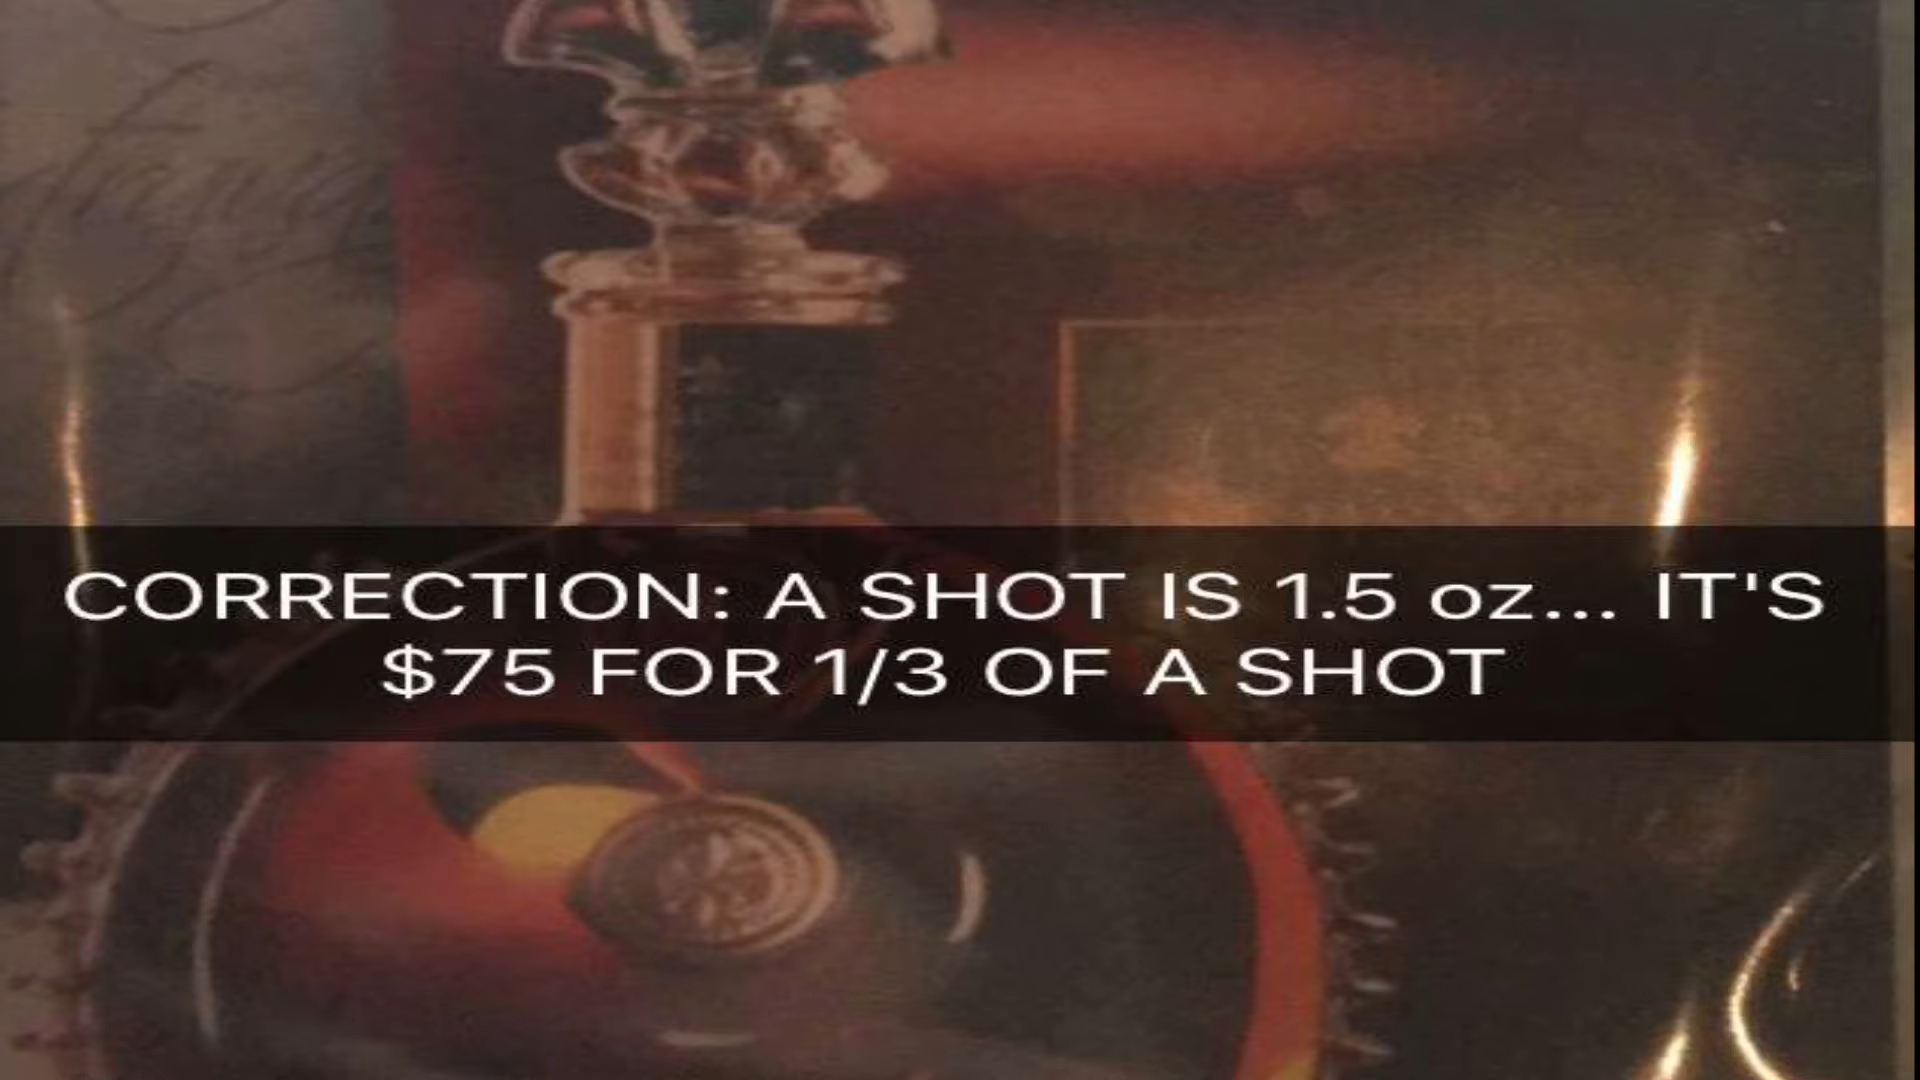 CORRECTION: A SHOT IS 1.5 oz... IT'S
$75 FOR 1/3 OF A SHOT